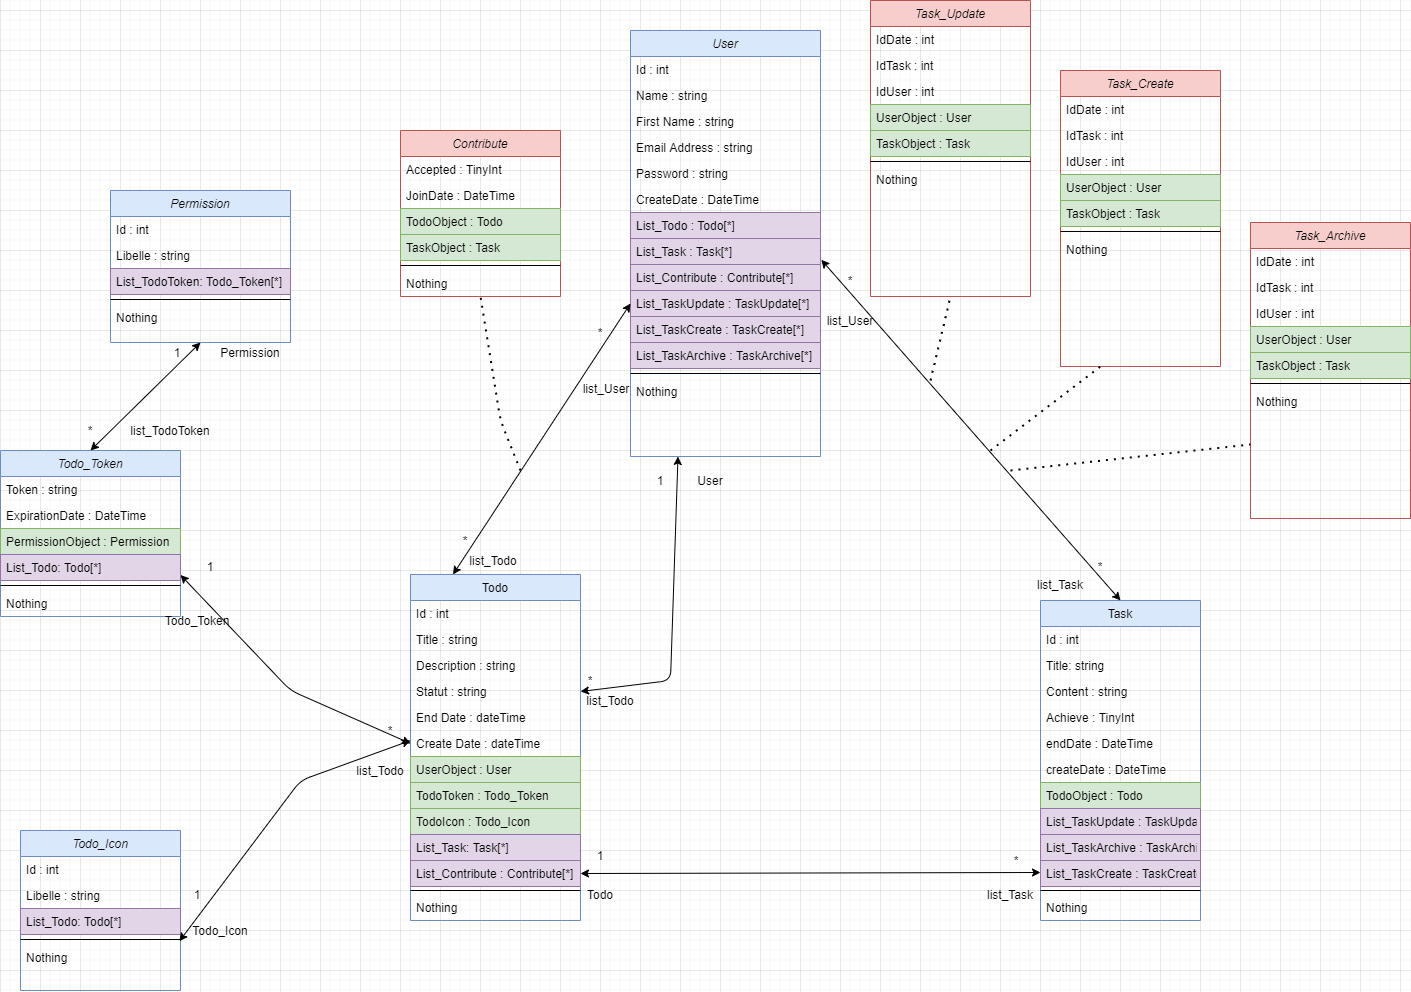 Task_Update
IdDate : int
IdTask : int
IdUser : int
UserObject : User
TaskObject : Task
Nothing
User
Id : int
Name : string
First Name : string
Email Address : string
Password : string
CreateDate : DateTime
List_Todo : Todo[*]
List_Task : Task[*]
List_Contribute : Contribute[*]
List_TaskUpdate : TaskUpdate[*]
List_TaskCreate : TaskCreate[*]
List_TaskArchive : TaskArchive[*]
Nothing
Task_Create
IdDate : int
IdTask : int
IdUser : int
UserObject : User
TaskObject : Task
Nothing
Contribute
Accepted : TinyInt
JoinDate : DateTime
TodoObject : Todo
TaskObject : Task
Nothing
Permission
Id : int
Libelle : string
List_TodoToken: Todo_Token[*]
Nothing
Task_Archive
IdDate : int
IdTask : int
IdUser : int
UserObject : User
TaskObject : Task
Nothing
*
list_User
*
list_User
1
Permission
*
list_TodoToken
Todo_Token
Token : string
ExpirationDate : DateTime
PermissionObject : Permission
List_Todo: Todo[*]
Nothing
1
User
*
list_Todo
1
Todo_Token
*
list_Task
Todo
Id : int
Title : string
Description : string
Statut : string
End Date : dateTime
Create Date : dateTime
UserObject : User
TodoToken : Todo_Token
TodoIcon : Todo_Icon
List_Task: Task[*]
List_Contribute : Contribute[*]
Nothing
*
list_Todo
Task
Id : int
Title: string
Content : string
Achieve : TinyInt
endDate : DateTime
createDate : DateTime
TodoObject : Todo
List_TaskUpdate : TaskUpda
List_TaskArchive : TaskArchi
List_TaskCreate : TaskCreat
Nothing
*
list_Todo
Todo_Icon
Id : int
Libelle : string
List_Todo: Todo[*]
Nothing
1
Todo_Icon
1
Todo
*
list_Task